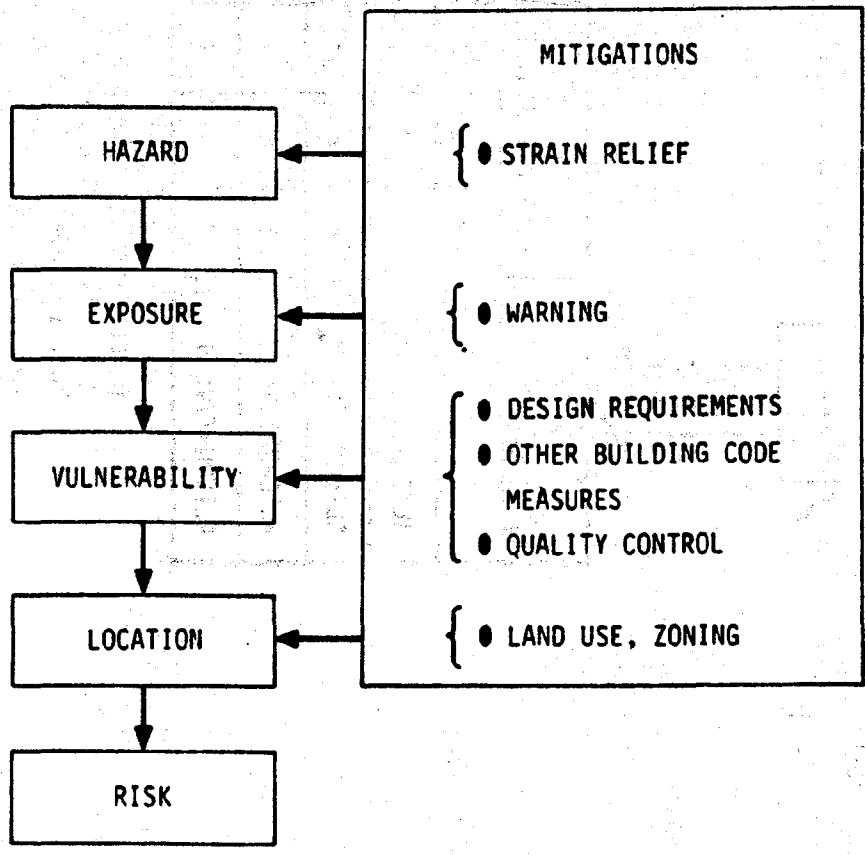 MITIGATIONS
HAZARD
● STRAIN RELIEF
EXPOSURE
● WARNING
● DESIGN REQUIREMENTS
● OTHER BUILDING CODE
MEASURES
● QUALITY CONTROL
VULNERABILITY
LOCATION
● LAND USE, ZONING
RISK